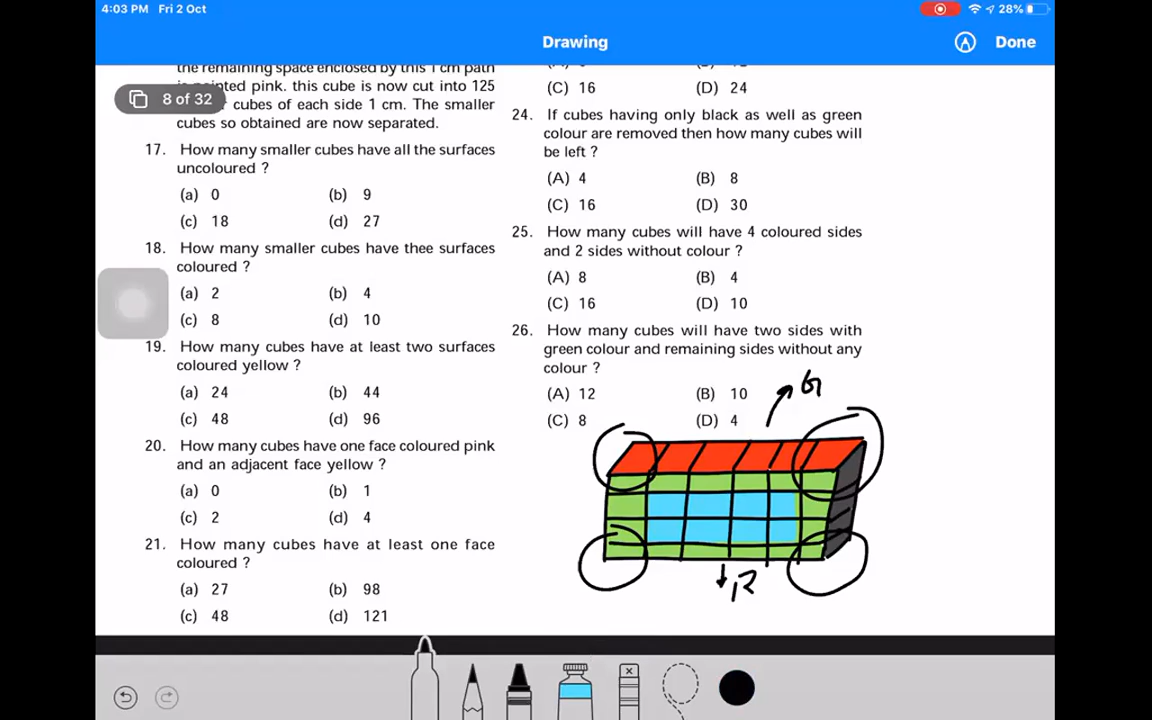 4:03 PM Fri 2 Oct
28%
Drawing
Done
8 of 32
the remaining space enclosed by this 1 cm path
painted pink. this cube is now cut into 125
cubes of each side 1 cm. The smaller
cubes so obtained are now separated.
17. How many smaller cubes have all the surfaces
uncoloured ?
(a) 0 (b) 9
(c) 18 (d) 27
18. How many smaller cubes have thee surfaces
coloured ?
(a) 2 (b) 4
(c) 8 (d) 10
19. How many cubes have at least two surfaces
coloured yellow ?
(a) 24 (b) 44
(c) 48 (d) 96
20. How many cubes have one face coloured pink
and an adjacent face yellow ?
(a) 0 (b) 1
(c) 2 (d) 4
21. How many cubes have at least one face
coloured ?
(a) 27 (b) 98
(c) 48 (d) 121
(C) 16 (D) 24
24. If cubes having only black as well as green
colour are removed then how many cubes will
be left ?
(A) 4 (B) 8
(C) 16 (D) 30
25. How many cubes will have 4 coloured sides
and 2 sides without colour ?
(A) 8 (B) 4
(C) 16 (D) 10
26. How many cubes will have two sides with
green colour and remaining sides without any
colour ?
(A) 12 (B) 10
(C) 8 (D) 4
G
R